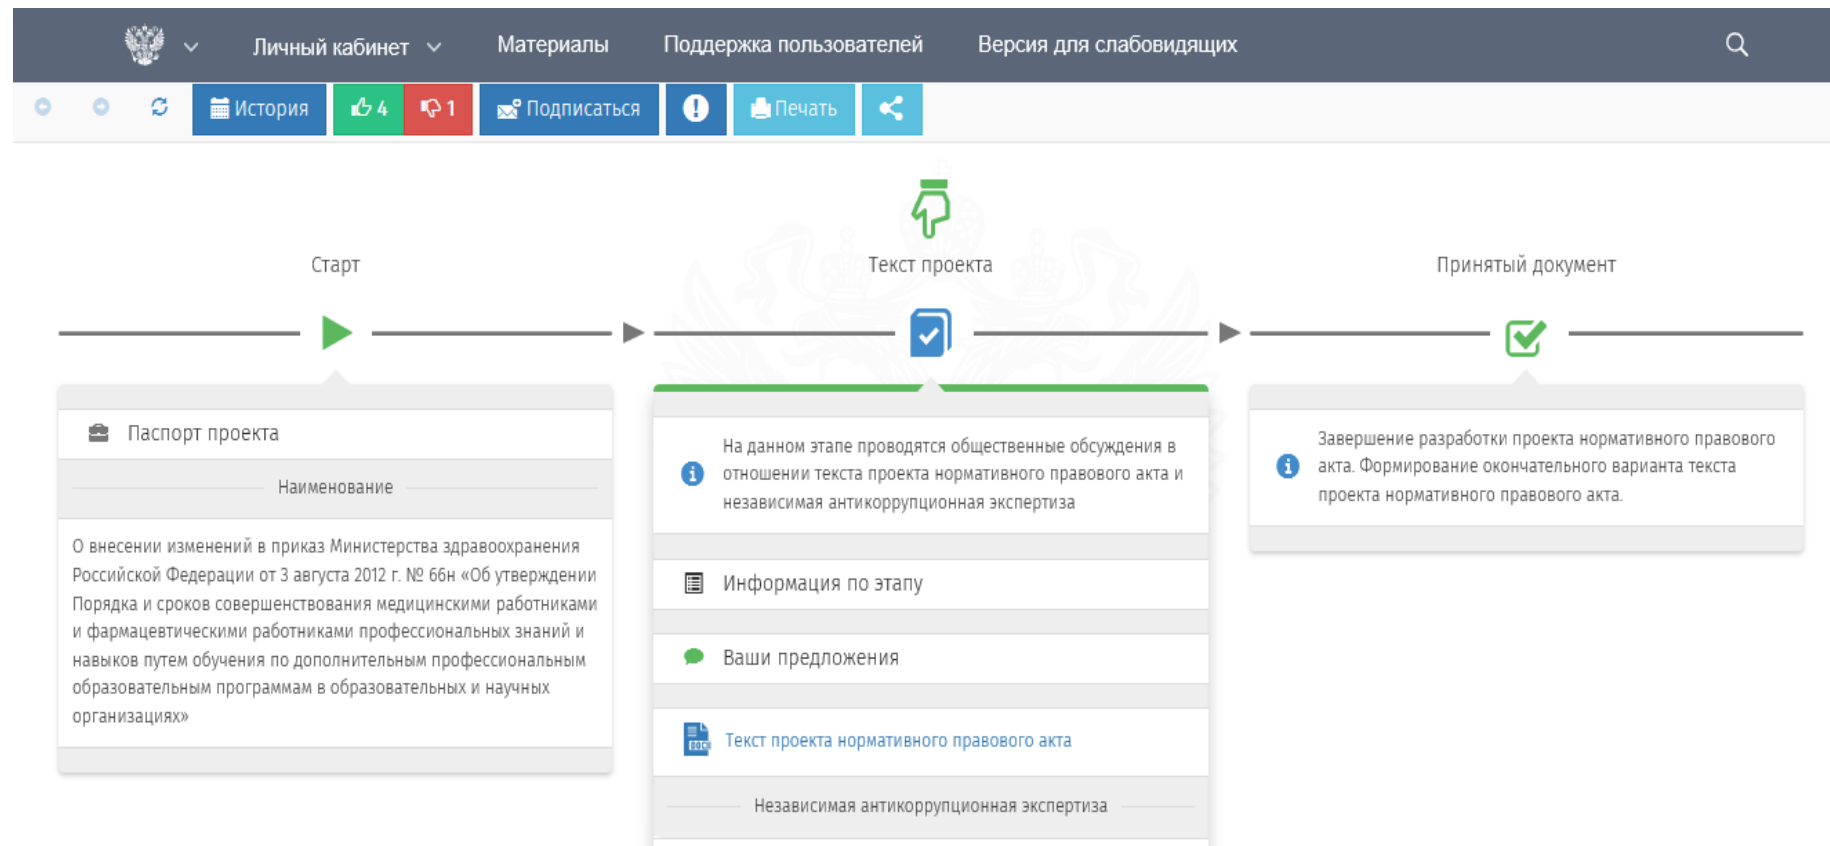 Личный кабинет
Материалы
Поддержка пользователей
Версия для слабовидящих
История
4
1
Подписаться
Печать
Старт
Текст проекта
Принятый документ
Паспорт проекта
Наименование
О внесении изменений в приказ Министерства здравоохранения
Российской Федерации от 3 августа 2012 г. № 66н «Об утверждении
Порядка и сроков совершенствования медицинскими работниками
и фармацевтическими работниками профессиональных знаний и
навыков путем обучения по дополнительным профессиональным
образовательным программам в образовательных и научных
организациях»
На данном этапе проводятся общественные обсуждения в
отношении текста проекта нормативного правового акта и
независимая антикоррупционная экспертиза
Информация по этапу
Ваши предложения
DOCX
Текст проекта нормативного правового акта
Независимая антикоррупционная экспертиза
Завершение разработки проекта нормативного правового
акта. Формирование окончательного варианта текста
проекта нормативного правового акта.